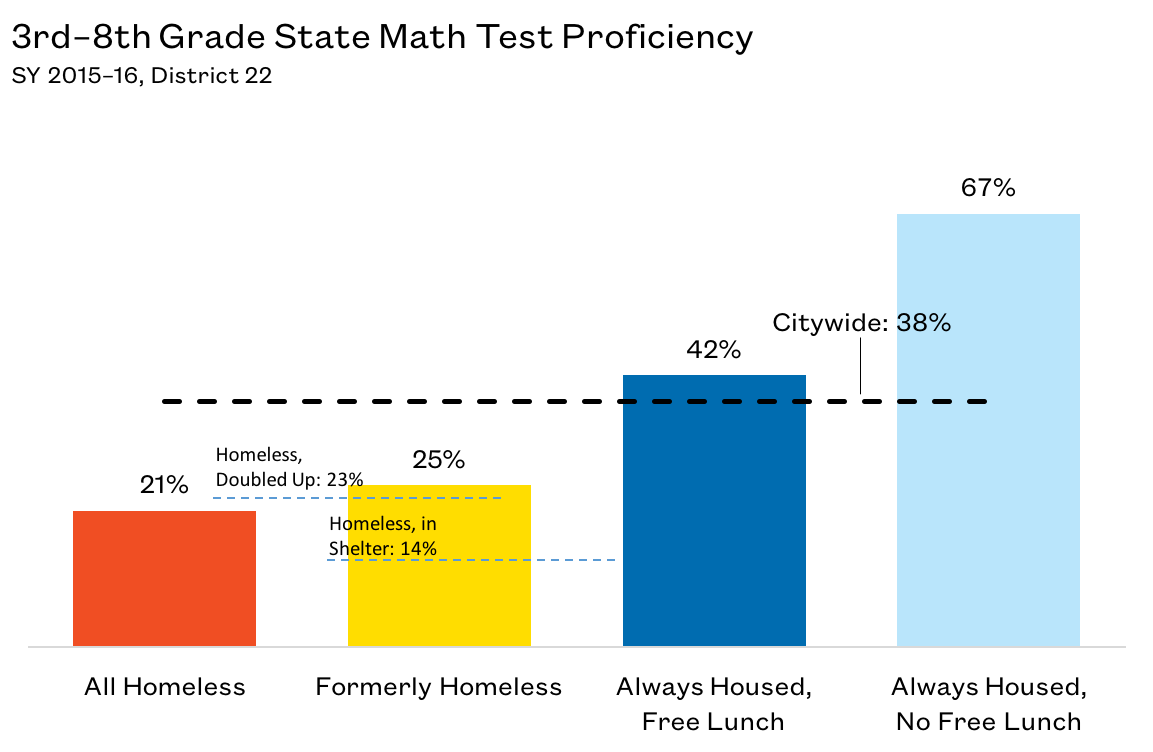 3rd–8th Grade State Math Test Proficiency
SY 2015–16, District 22
67%
Citywide: 38%
42%
Homeless,
Doubled Up: 23%
25%
21%
Homeless, in
Shelter: 14%
All Homeless
Formerly Homeless
Always Housed,
Free Lunch
Always Housed,
No Free Lunch